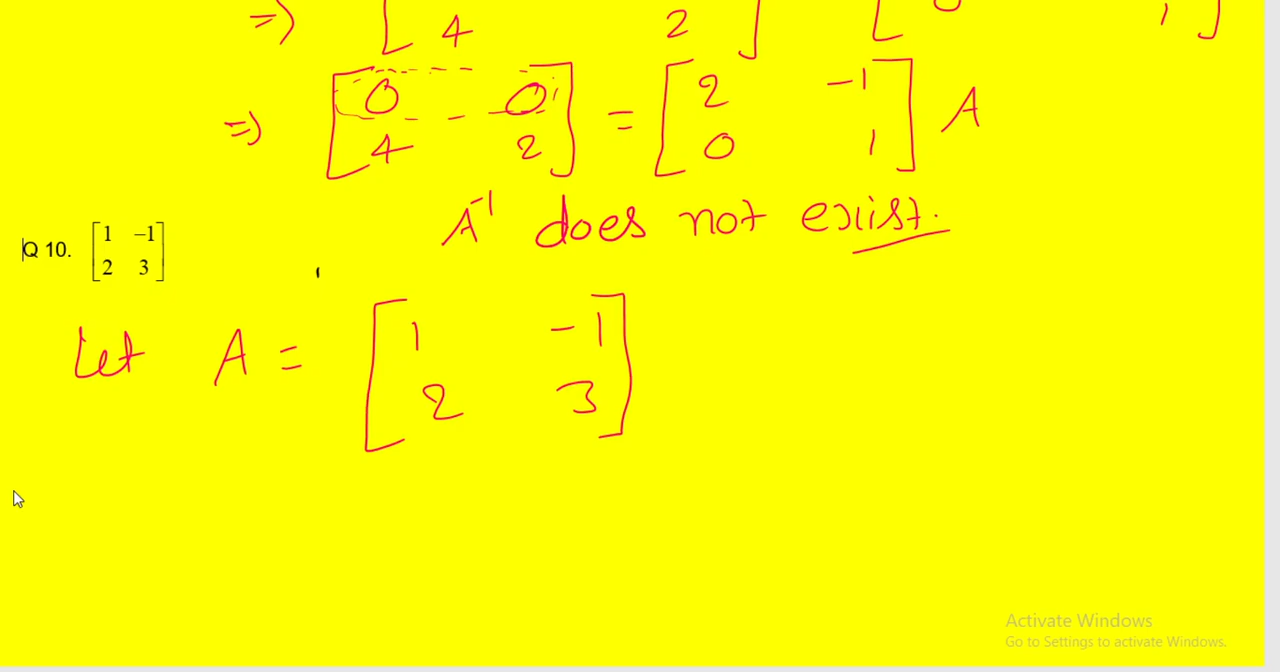 => [ 4 2 ] [ 1 ]
=> [ 0 0 ] = [ 2 -1 ] A
[ 4 2 ] [ 0 1 ]
A⁻¹ does not exist.
Q 10. [ 1 −1 ]
[ 2 3 ]
Let A = [ 1 -1 ]
[ 2 3 ]
Activate Windows
Go to Settings to activate Windows.